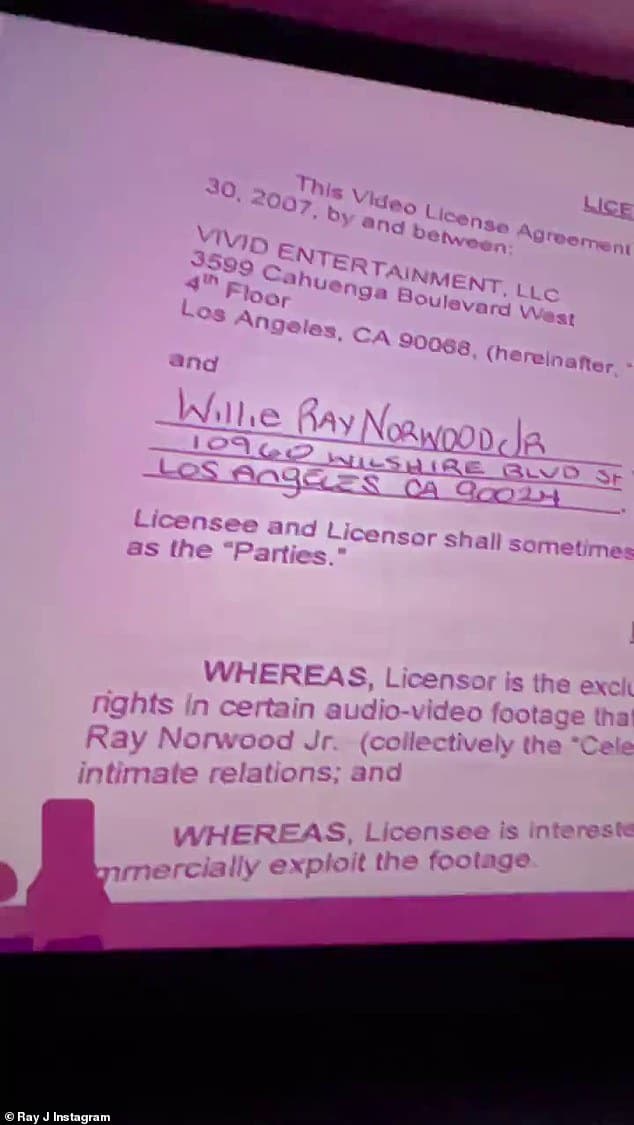 LICE
This Video License Agreement
30, 2007, by and between:
VIVID ENTERTAINMENT, LLC
3599 Cahuenga Boulevard West
4th Floor
Los Angeles, CA 90068, (hereinafter, "
and
Willie RAY NORWOOD JR
10960 WILSHIRE BLVD St
LOS AngELES CA 90024
Licensee and Licensor shall sometimes
as the "Parties."
WHEREAS, Licensor is the exclu
rights in certain audio-video footage that
Ray Norwood Jr. (collectively the "Cele
intimate relations; and
WHEREAS, Licensee is intereste
mmercially exploit the footage.
© Ray J Instagram